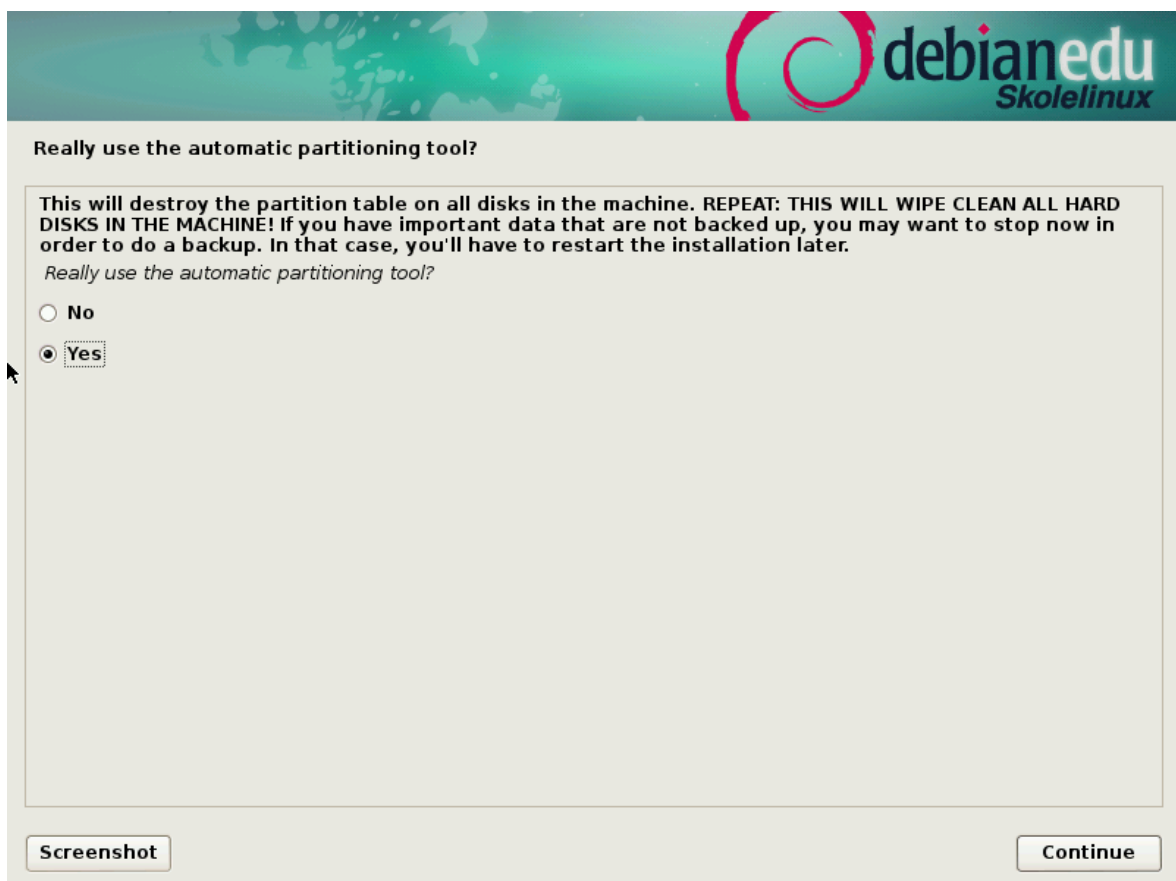 debianedu
Skolelinux
Really use the automatic partitioning tool?
This will destroy the partition table on all disks in the machine. REPEAT: THIS WILL WIPE CLEAN ALL HARD
DISKS IN THE MACHINE! If you have important data that are not backed up, you may want to stop now in
order to do a backup. In that case, you'll have to restart the installation later.
Really use the automatic partitioning tool?
No
Yes
Screenshot
Continue